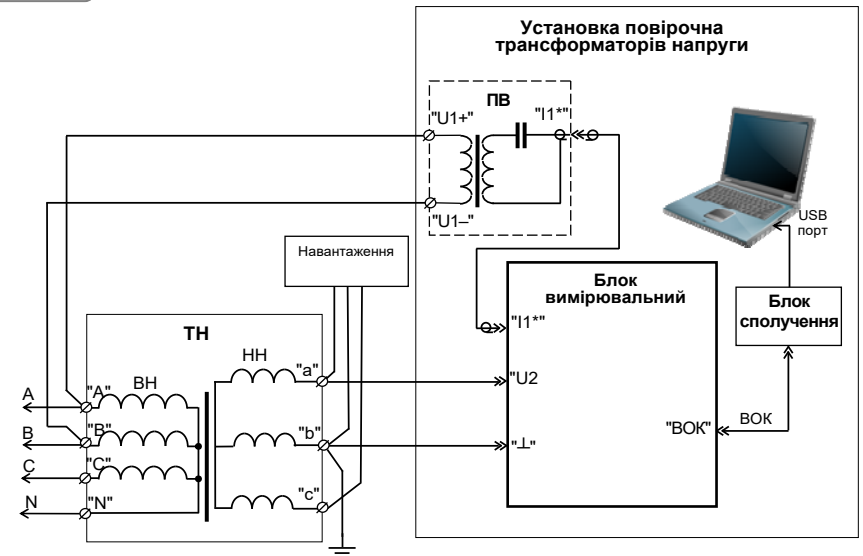 Установка повірочна
трансформаторів напруги
ПВ
"U1+"
"I1*"
"U1–"
USB
порт
Навантаження
Блок
вимірювальний
Блок
сполучення
"I1*"
ТН
НН
ВН
"a"
"U2
A
"A"
B
"B"
"b"
"⊥"
"ВОК"
ВОК
C
"C"
"c"
N
"N"